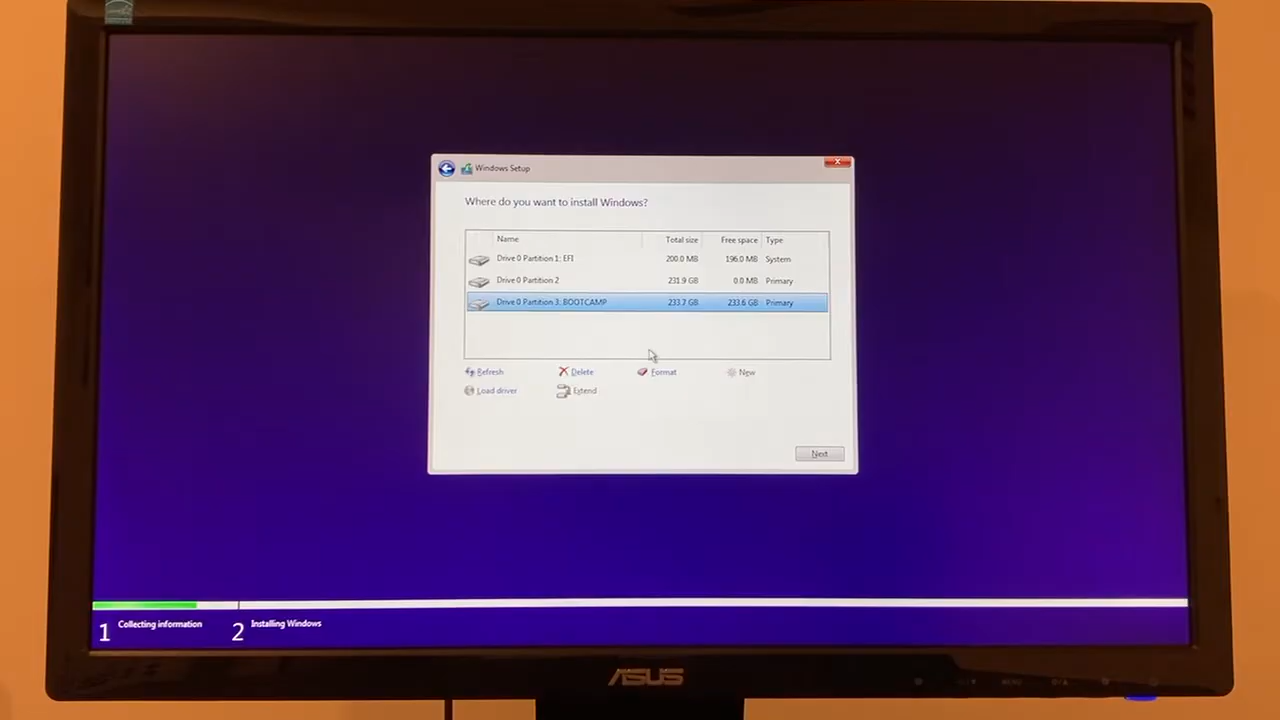 Windows Setup
Where do you want to install Windows?
Name Total size Free space Type
Drive 0 Partition 1: EFI 200.0 MB 196.0 MB System
Drive 0 Partition 2 231.9 GB 0.0 MB Primary
Drive 0 Partition 3: BOOTCAMP 233.7 GB 233.6 GB Primary
Refresh Delete Format New
Load driver Extend
Next
1 Collecting information 2 Installing Windows
ASUS
MENU